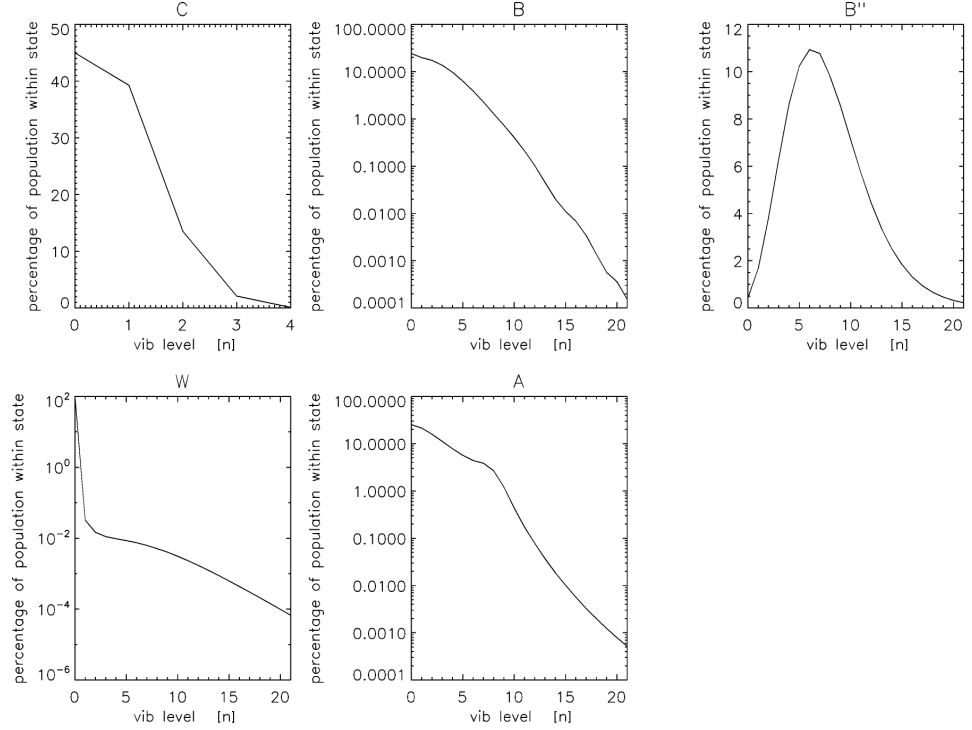 C
percentage of population within state
50
40
30
20
10
0
0 1 2 3 4
vib level [n]
B
percentage of population within state
100.0000
10.0000
1.0000
0.1000
0.0100
0.0010
0.0001
0 5 10 15 20
vib level [n]
B''
percentage of population within state
12
10
8
6
4
2
0
0 5 10 15 20
vib level [n]
W
percentage of population within state
10^2
10^0
10^-2
10^-4
10^-6
0 5 10 15 20
vib level [n]
A
percentage of population within state
100.0000
10.0000
1.0000
0.1000
0.0100
0.0010
0.0001
0 5 10 15 20
vib level [n]